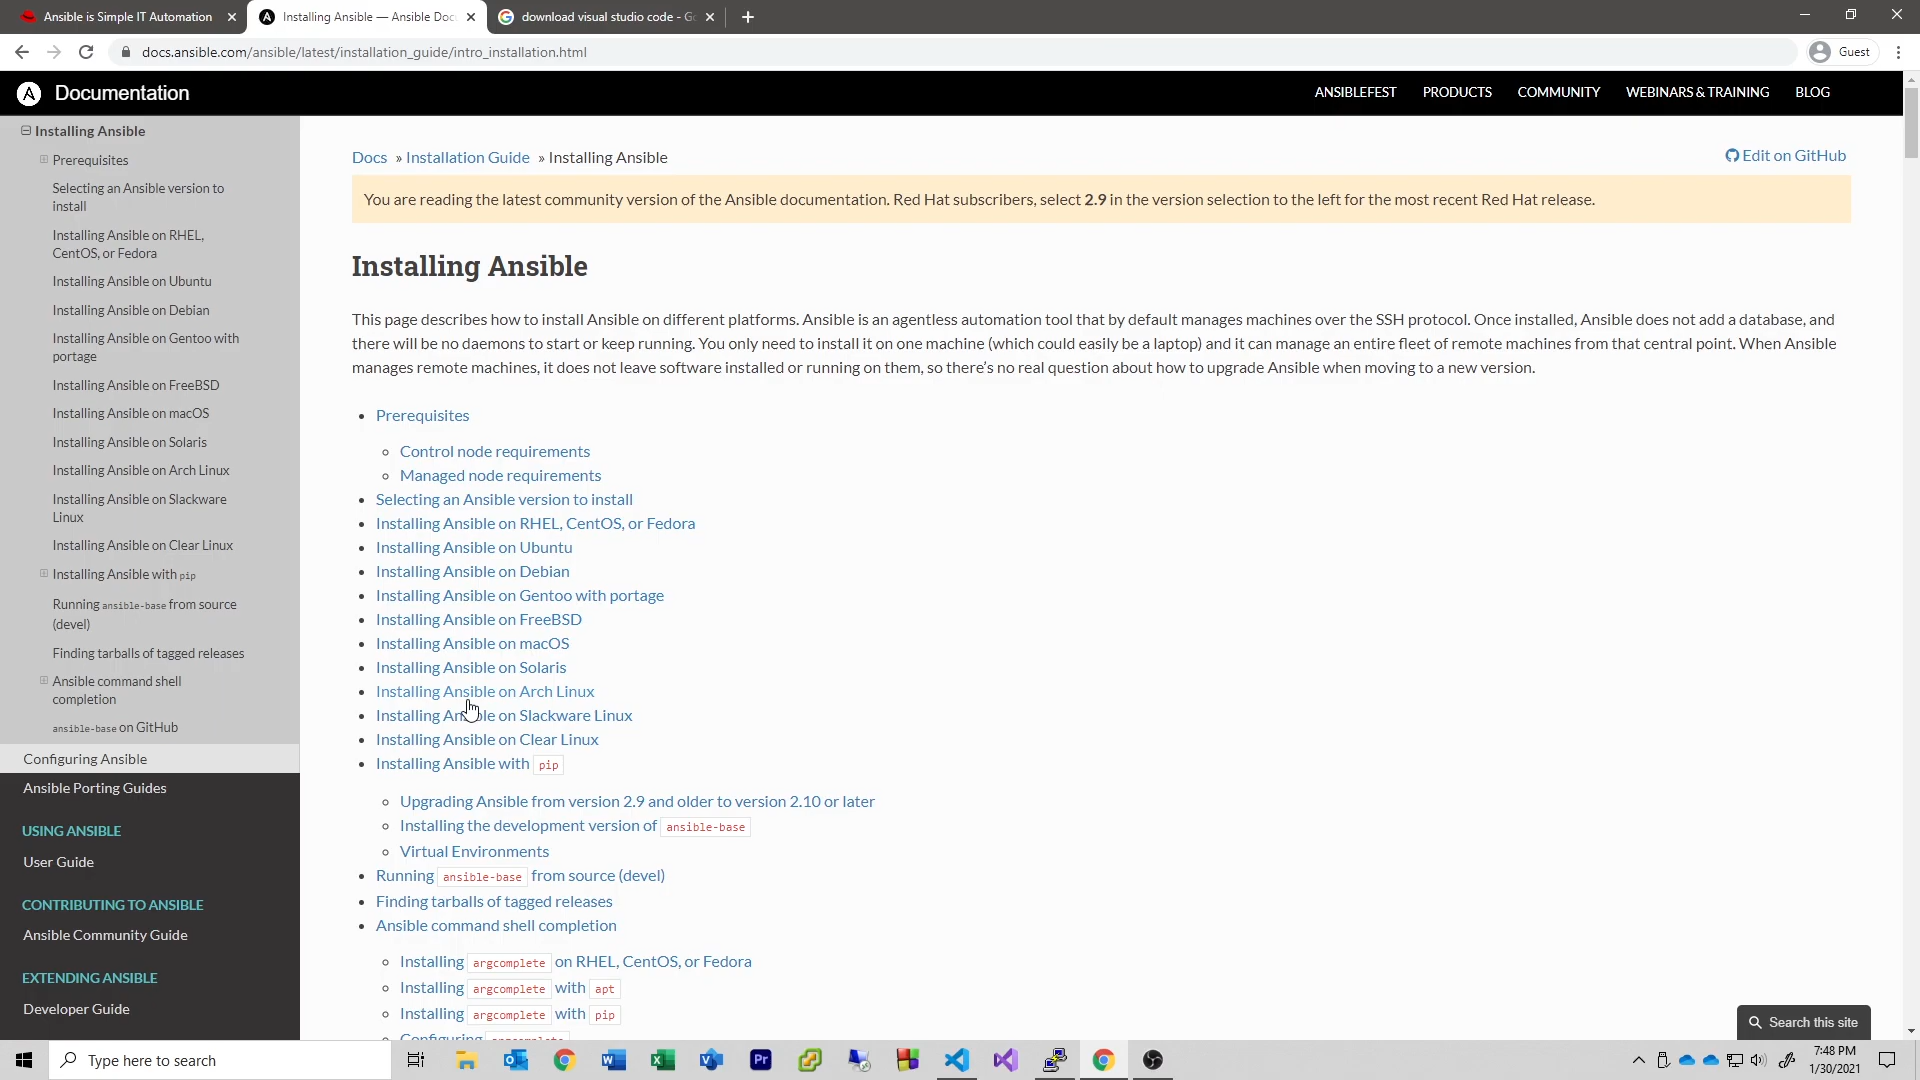 Ansible is Simple IT Automation
Installing Ansible — Ansible Doc
download visual studio code - G
docs.ansible.com/ansible/latest/installation_guide/intro_installation.html
Guest
Documentation
ANSIBLEFEST PRODUCTS COMMUNITY WEBINARS & TRAINING BLOG
Installing Ansible
Prerequisites
Selecting an Ansible version to
install
Installing Ansible on RHEL,
CentOS, or Fedora
Installing Ansible on Ubuntu
Installing Ansible on Debian
Installing Ansible on Gentoo with
portage
Installing Ansible on FreeBSD
Installing Ansible on macOS
Installing Ansible on Solaris
Installing Ansible on Arch Linux
Installing Ansible on Slackware
Linux
Installing Ansible on Clear Linux
Installing Ansible with pip
Running ansible-base from source
(devel)
Finding tarballs of tagged releases
Ansible command shell
completion
ansible-base on GitHub
Configuring Ansible
Ansible Porting Guides
USING ANSIBLE
User Guide
CONTRIBUTING TO ANSIBLE
Ansible Community Guide
EXTENDING ANSIBLE
Developer Guide
Docs » Installation Guide » Installing Ansible
Edit on GitHub
You are reading the latest community version of the Ansible documentation. Red Hat subscribers, select 2.9 in the version selection to the left for the most recent Red Hat release.
Installing Ansible
This page describes how to install Ansible on different platforms. Ansible is an agentless automation tool that by default manages machines over the SSH protocol. Once installed, Ansible does not add a database, and
there will be no daemons to start or keep running. You only need to install it on one machine (which could easily be a laptop) and it can manage an entire fleet of remote machines from that central point. When Ansible
manages remote machines, it does not leave software installed or running on them, so there's no real question about how to upgrade Ansible when moving to a new version.
Prerequisites
Control node requirements
Managed node requirements
Selecting an Ansible version to install
Installing Ansible on RHEL, CentOS, or Fedora
Installing Ansible on Ubuntu
Installing Ansible on Debian
Installing Ansible on Gentoo with portage
Installing Ansible on FreeBSD
Installing Ansible on macOS
Installing Ansible on Solaris
Installing Ansible on Arch Linux
Installing Ansible on Slackware Linux
Installing Ansible on Clear Linux
Installing Ansible with pip
Upgrading Ansible from version 2.9 and older to version 2.10 or later
Installing the development version of ansible-base
Virtual Environments
Running ansible-base from source (devel)
Finding tarballs of tagged releases
Ansible command shell completion
Installing argcomplete on RHEL, CentOS, or Fedora
Installing argcomplete with apt
Installing argcomplete with pip
Configuring
Search this site
Type here to search
7:48 PM
1/30/2021